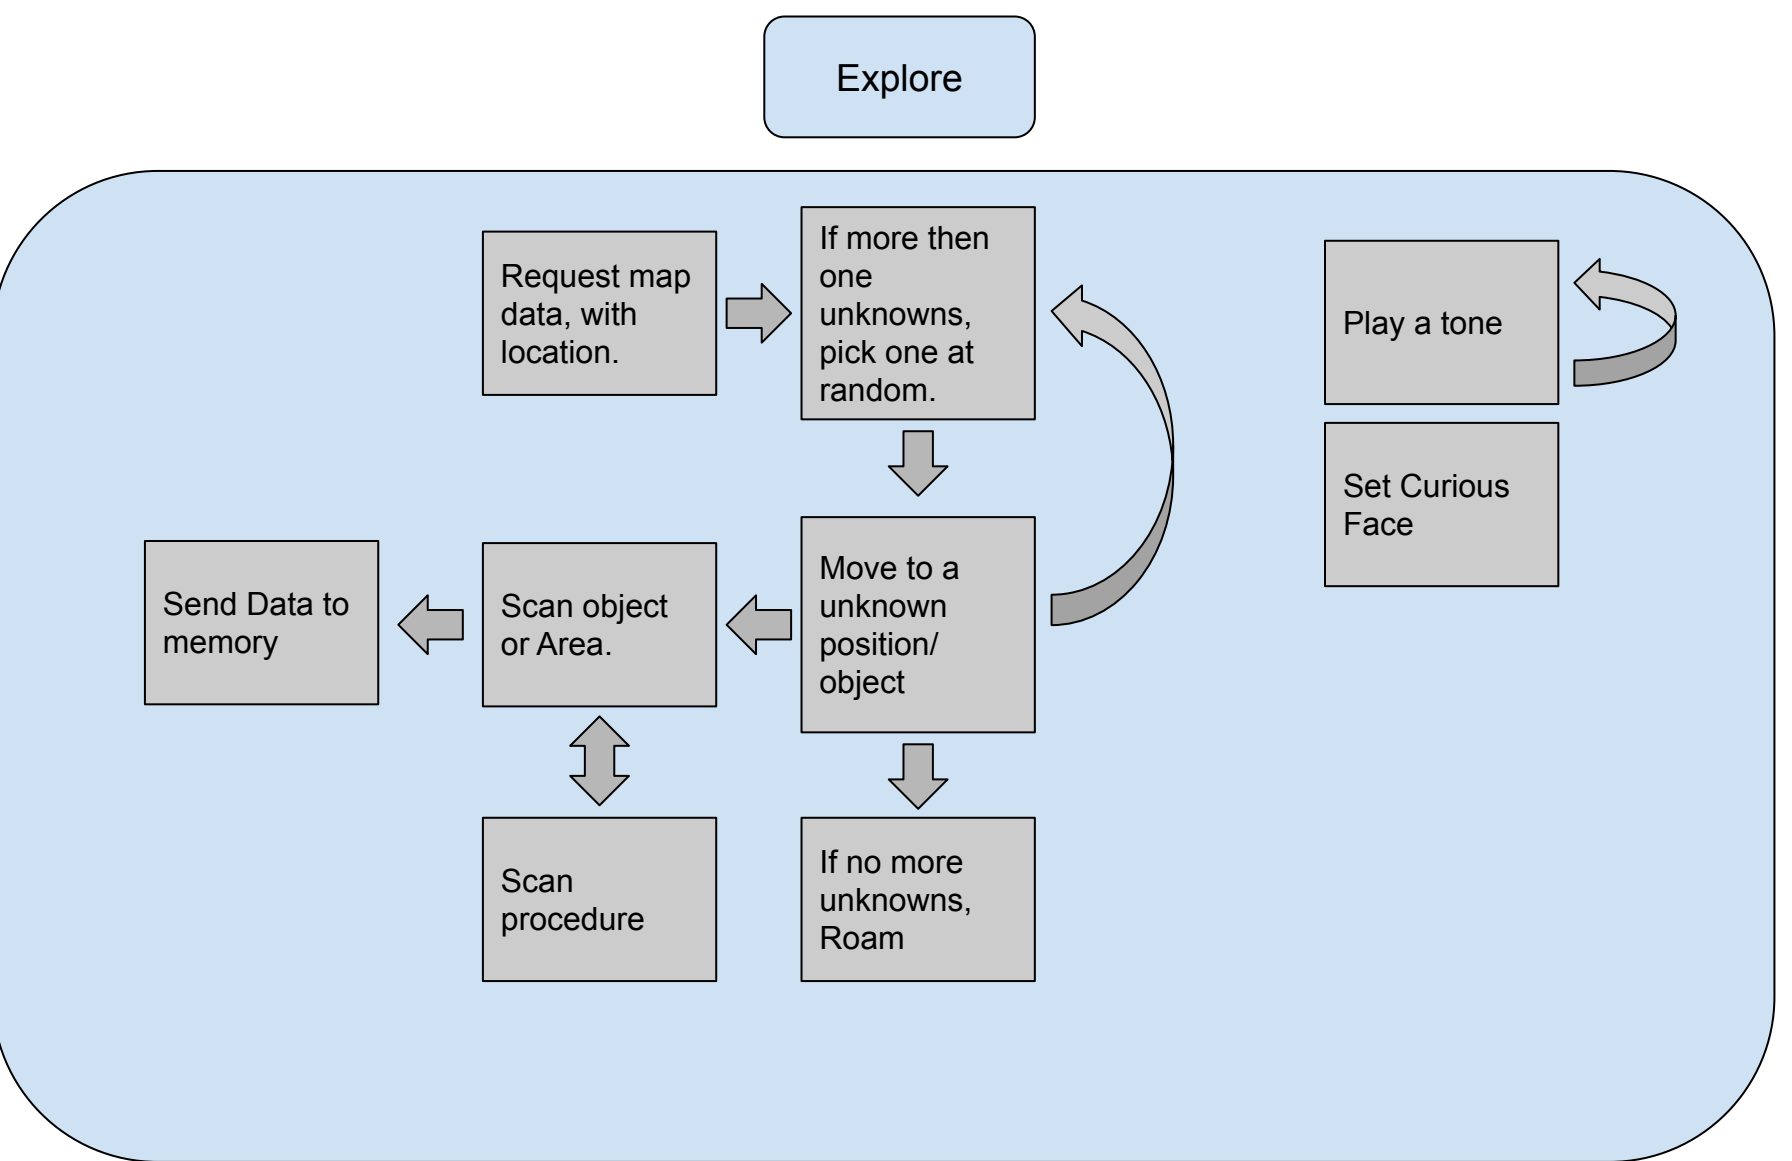 Explore
Request map
data, with
location.
If more then
one
unknowns,
pick one at
random.
Play a tone
Set Curious
Face
Send Data to
memory
Scan object
or Area.
Move to a
unknown
position/
object
Scan
procedure
If no more
unknowns,
Roam